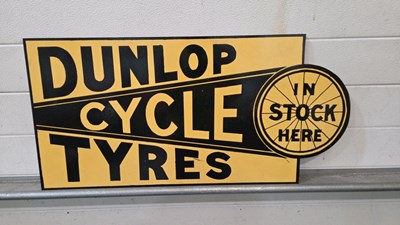 DUNLOP
CYCLE
TYRES
IN
STOCK
HERE